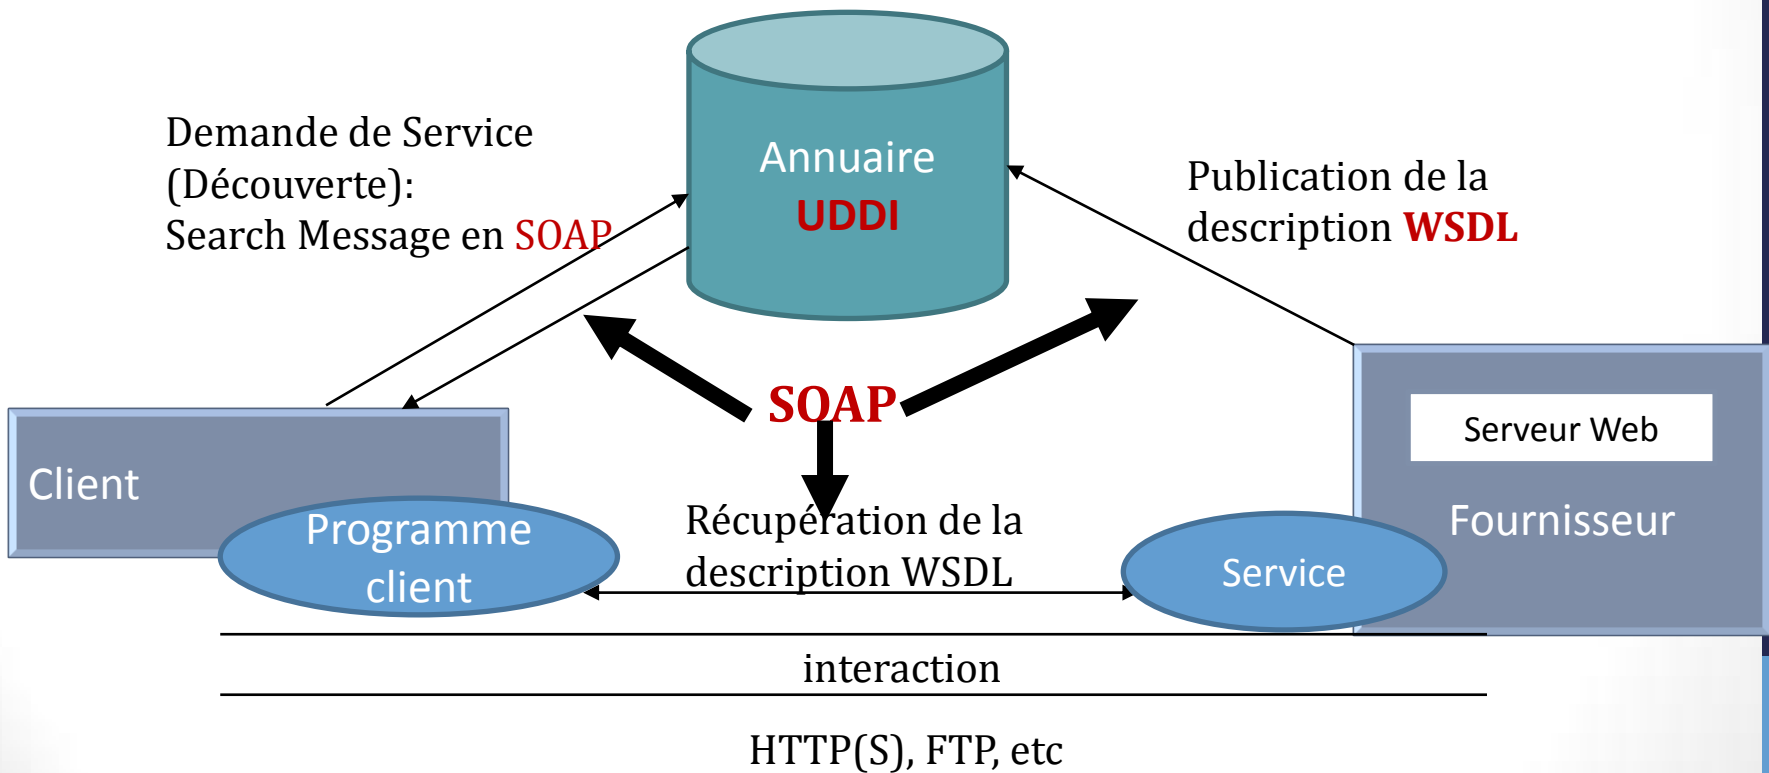 Demande de Service
(Découverte):
Search Message en SOAP
Annuaire
UDDI
Publication de la
description WSDL
SOAP
Client
Programme
client
Récupération de la
description WSDL
Serveur Web
Fournisseur
Service
interaction
HTTP(S), FTP, etc